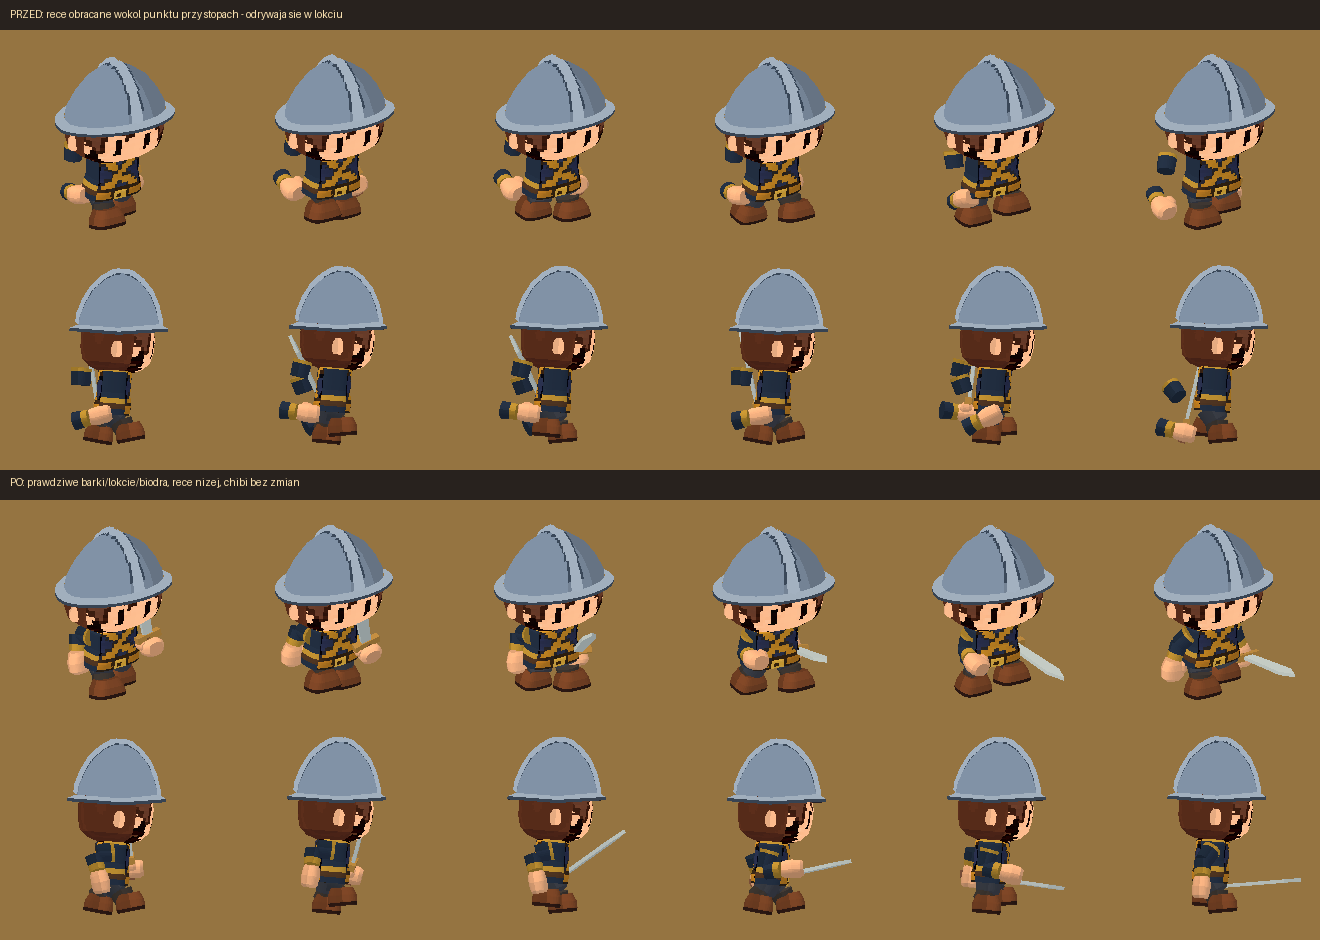 PRZED: rece obracane wokol punktu przy stopach - odrywaja sie w lokciu
PO: prawdziwe barki/lokcie/biodra, rece nizej, chibi bez zmian